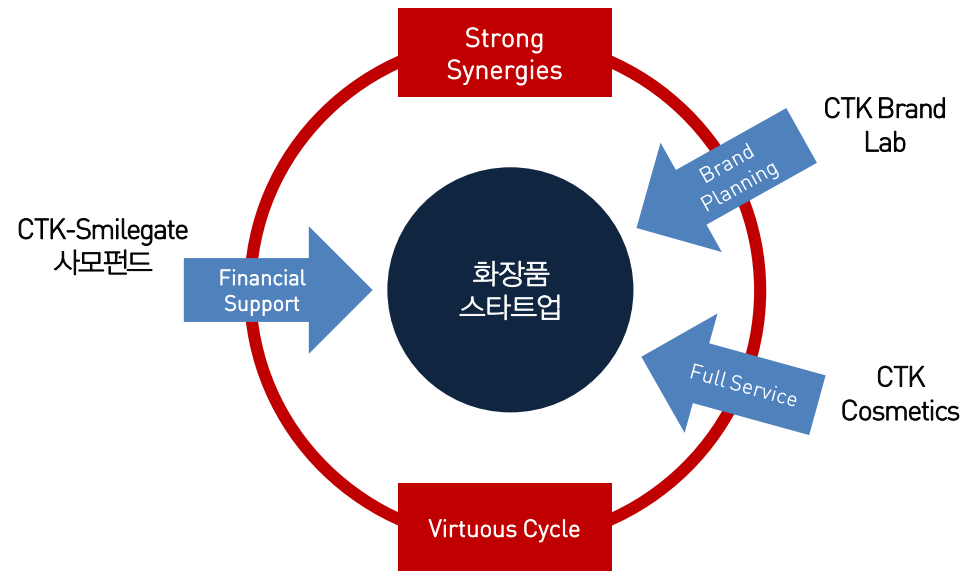 Strong
Synergies
CTK Brand
Lab
Brand
Planning
CTK-Smilegate
사모펀드
Financial
Support
화장품
스타트업
Full Service
CTK
Cosmetics
Virtuous Cycle